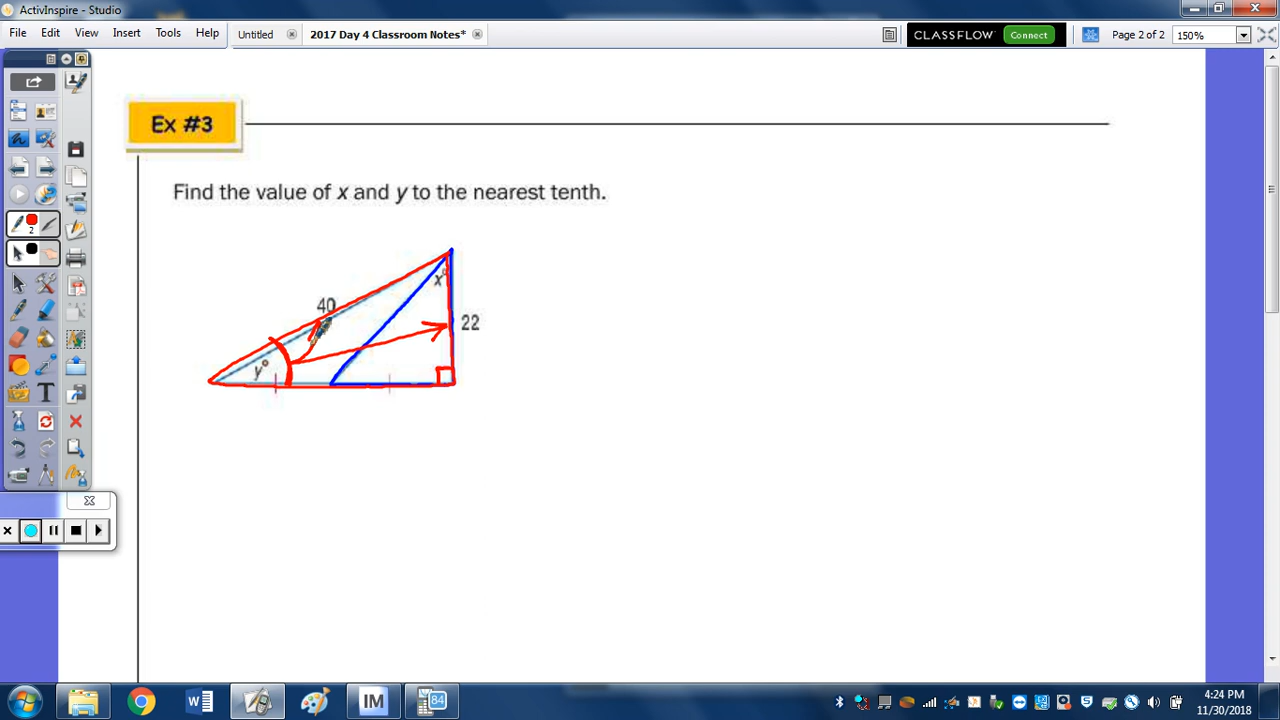 ActivInspire - Studio
File Edit View Insert Tools Help Untitled 2017 Day 4 Classroom Notes* CLASSFLOW Connect Page 2 of 2 150%
Ex #3
Find the value of x and y to the nearest tenth.
40
x°
22
y°
2
T
W
IM
84
4:24 PM
11/30/2018